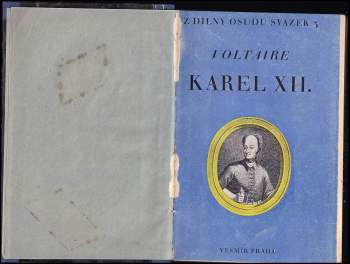 Z DÍLNY OSUDU SVAZEK 5
VOLTAIRE
KAREL XII.
VESMÍR PRAHA